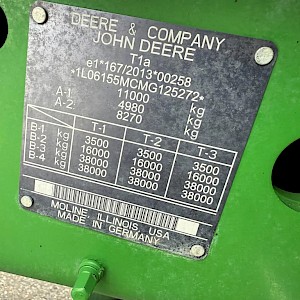 DEERE & COMPANY
JOHN DEERE
T1a
e1*167/2013*00258
*1L06155MCMG125272*
kg
A-1: 11000
kg
A-2: 4980
kg
8270
T-1 T-2 T-3
B-1 kg 3500 3500 3500
B-2 kg 16000 16000 16000
B-3 kg 38000 38000 38000
B-4 kg 38000 38000 38000
MOLINE, ILLINOIS, USA
MADE IN GERMANY